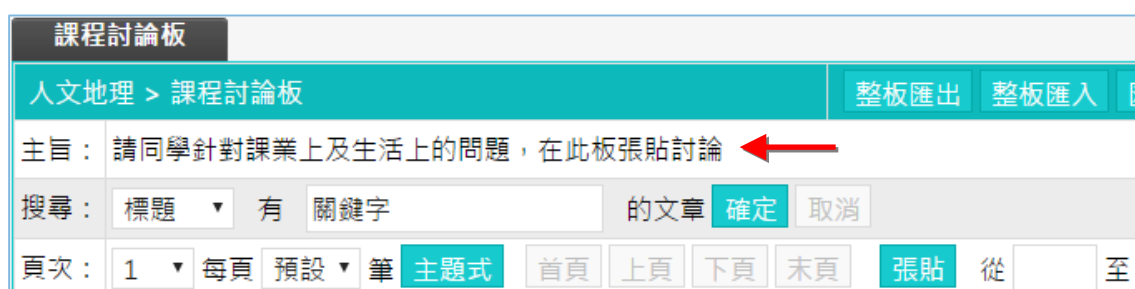 課程討論板
人文地理 > 課程討論板 整板匯出 整板匯入
主旨： 請同學針對課業上及生活上的問題，在此板張貼討論
搜尋： 標題 ▼ 有 關鍵字 的文章 確定 取消
頁次： 1 ▼ 每頁 預設 ▼ 筆 主題式 首頁 上頁 下頁 末頁 張貼 從 至